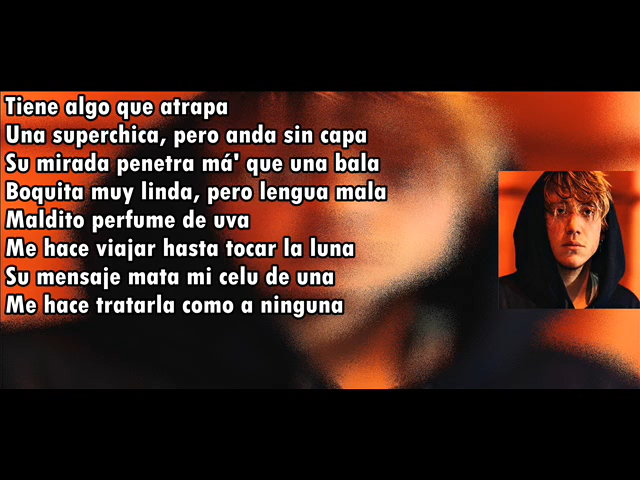 Tiene algo que atrapa
Una superchica, pero anda sin capa
Su mirada penetra má' que una bala
Boquita muy linda, pero lengua mala
Maldito perfume de uva
Me hace viajar hasta tocar la luna
Su mensaje mata mi celu de una
Me hace tratarla como a ninguna